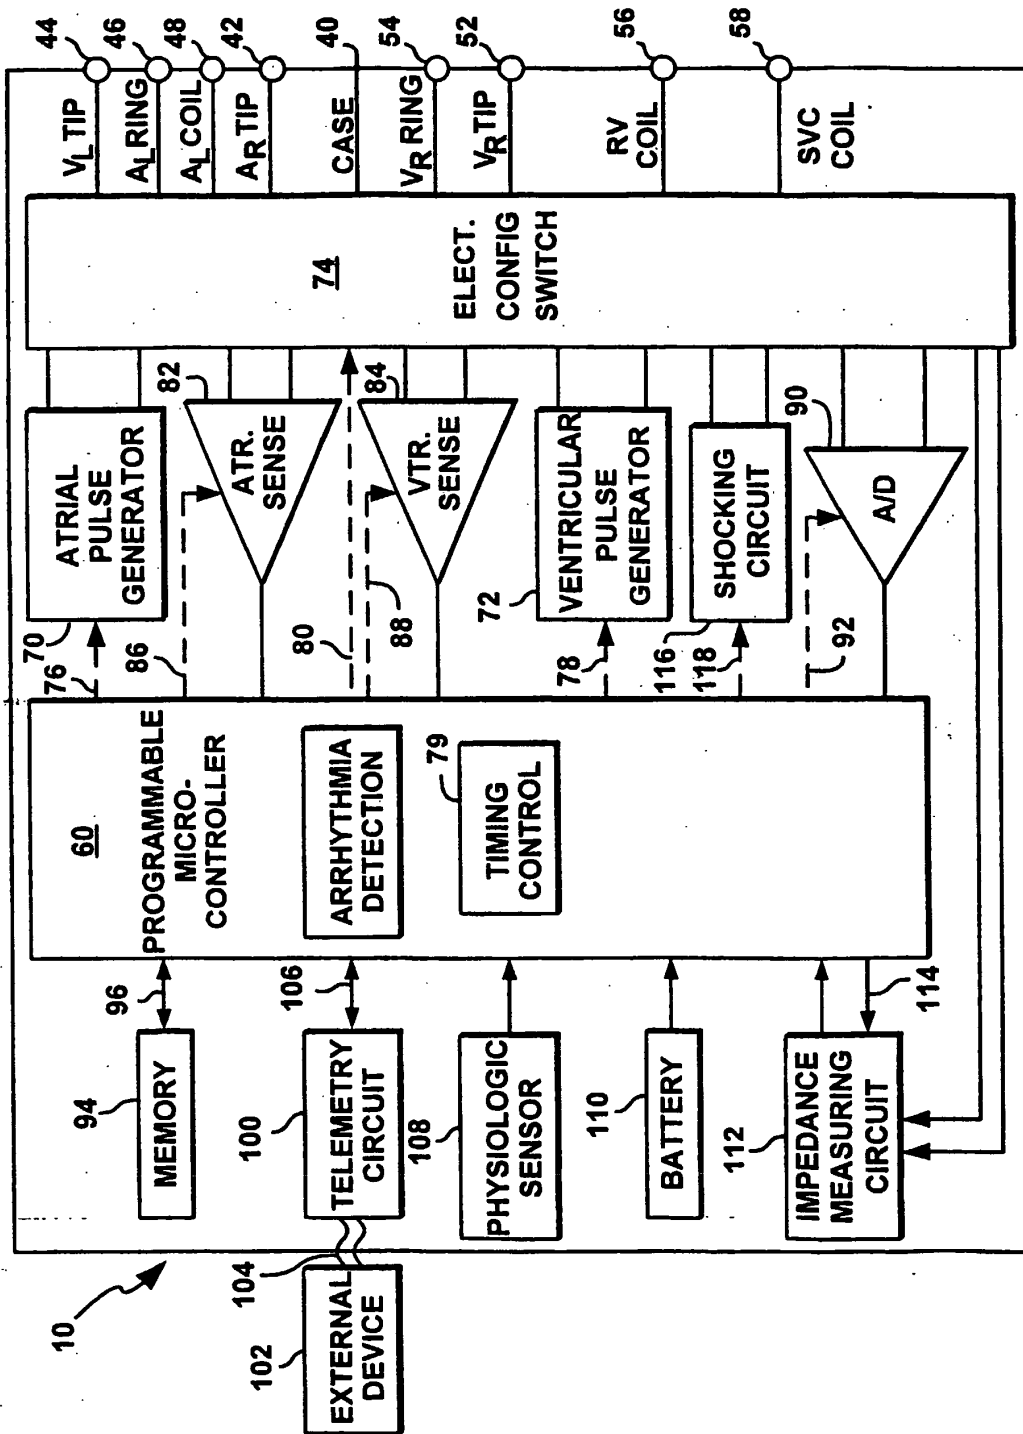 10
102
EXTERNAL
DEVICE
104
94
MEMORY
96
100
TELEMETRY
CIRCUIT
106
108
PHYSIOLOGIC
SENSOR
110
BATTERY
112
IMPEDANCE
MEASURING
CIRCUIT
114
60
PROGRAMMABLE
MICRO-
CONTROLLER
ARRHYTHMIA
DETECTION
79
TIMING
CONTROL
70
76
ATRIAL
PULSE
GENERATOR
86
82
ATR.
SENSE
80
88
84
VTR.
SENSE
72
78
VENTRICULAR
PULSE
GENERATOR
116
118
SHOCKING
CIRCUIT
92
90
A/D
74
ELECT.
CONFIG
SWITCH
VL TIP
44
AL RING
46
AL COIL
48
AR TIP
42
CASE
40
VR RING
54
VR TIP
52
RV
COIL
56
SVC
COIL
58